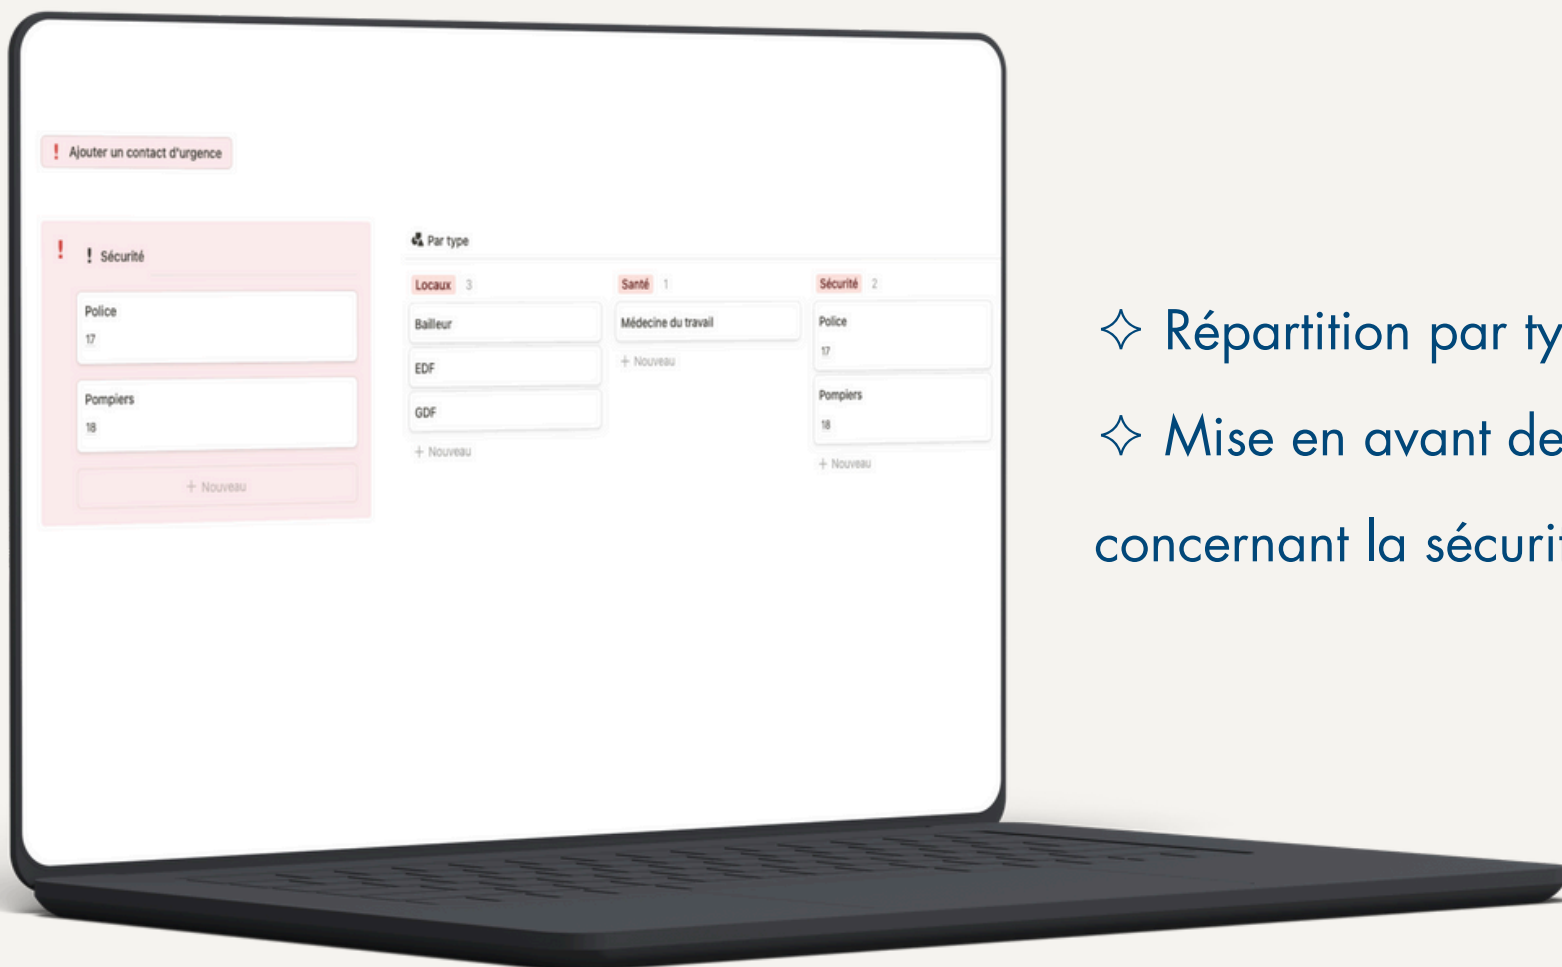 ! Ajouter un contact d'urgence
! ! Sécurité
Police
17
Pompiers
18
+ Nouveau
Par type
Locaux 3
Bailleur
EDF
GDF
+ Nouveau
Santé 1
Médecine du travail
+ Nouveau
Sécurité 2
Police
17
Pompiers
18
+ Nouveau
✧ Répartition par ty
✧ Mise en avant de
concernant la sécurit